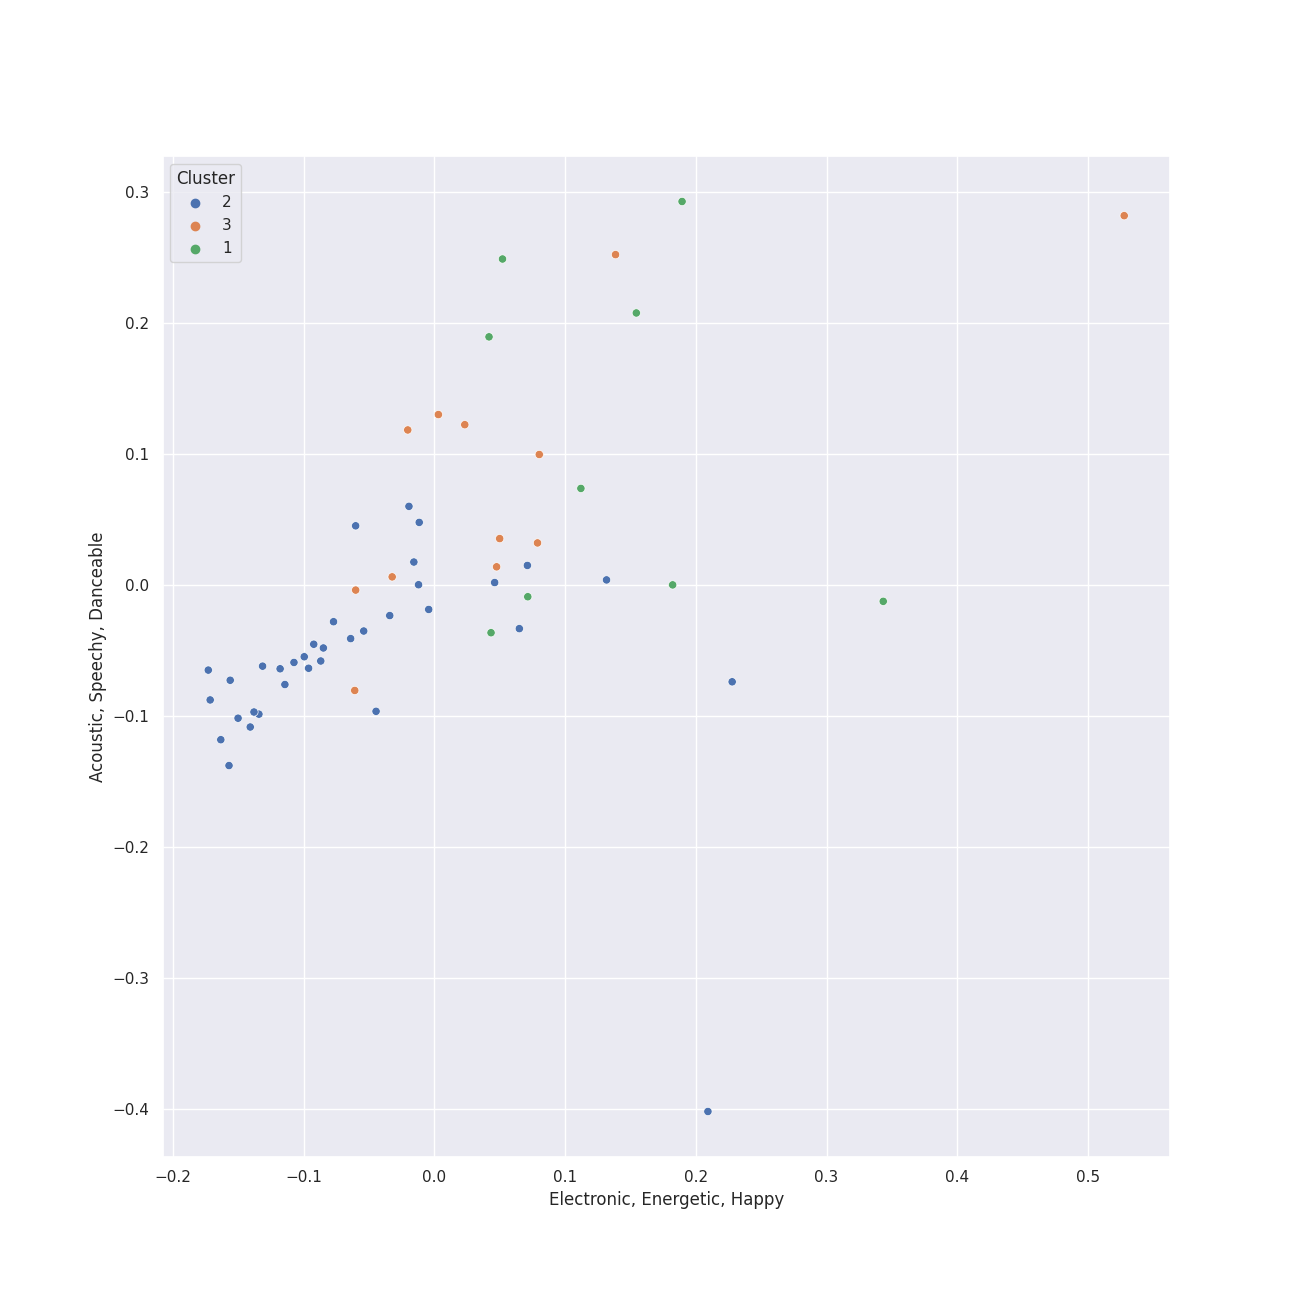 Cluster
2
3
1
0.3
0.2
0.1
0.0
−0.1
−0.2
−0.3
−0.4
Acoustic, Speechy, Danceable
−0.2 −0.1 0.0 0.1 0.2 0.3 0.4 0.5
Electronic, Energetic, Happy